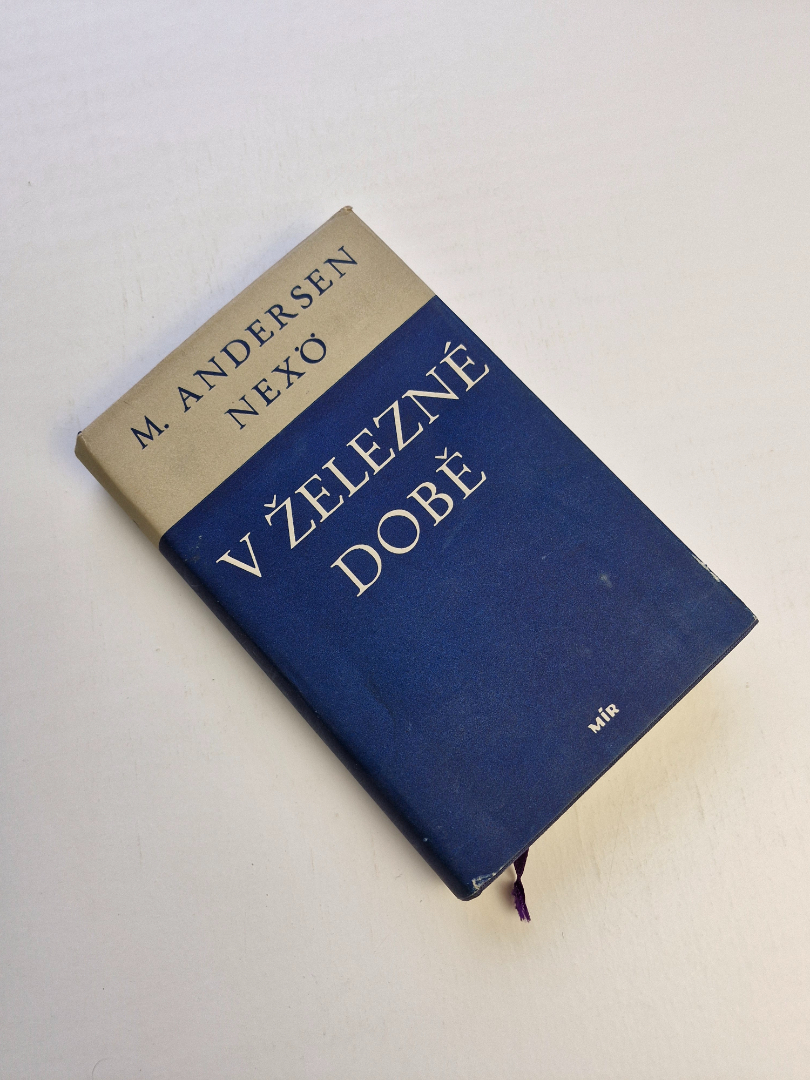 M. ANDERSEN
NEXÖ
V ŽELEZNÉ
DOBĚ
MÍR